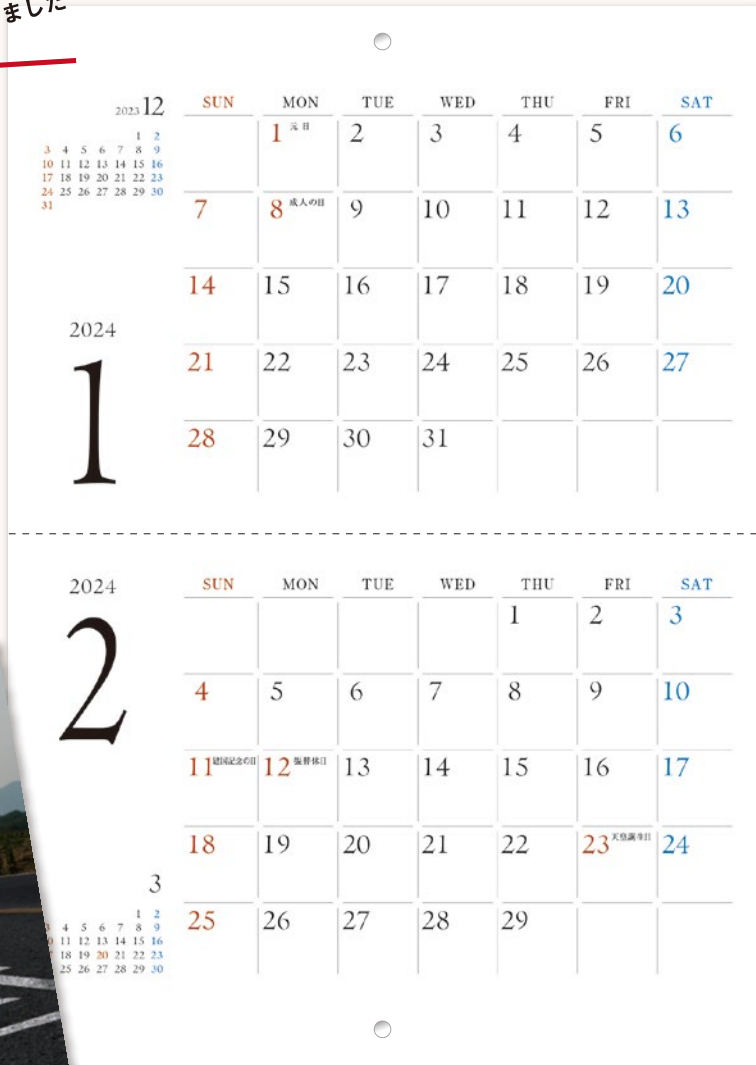 ました
2023 12
1 2
3 4 5 6 7 8 9
10 11 12 13 14 15 16
17 18 19 20 21 22 23
24 25 26 27 28 29 30
31
2024
1
SUN MON TUE WED THU FRI SAT
1 元日 2 3 4 5 6
7 8 成人の日 9 10 11 12 13
14 15 16 17 18 19 20
21 22 23 24 25 26 27
28 29 30 31
2024
2
SUN MON TUE WED THU FRI SAT
1 2 3
4 5 6 7 8 9 10
11 建国記念の日 12 振替休日 13 14 15 16 17
18 19 20 21 22 23 天皇誕生日 24
25 26 27 28 29
3
1 2
4 5 6 7 8 9
11 12 13 14 15 16
18 19 20 21 22 23
25 26 27 28 29 30